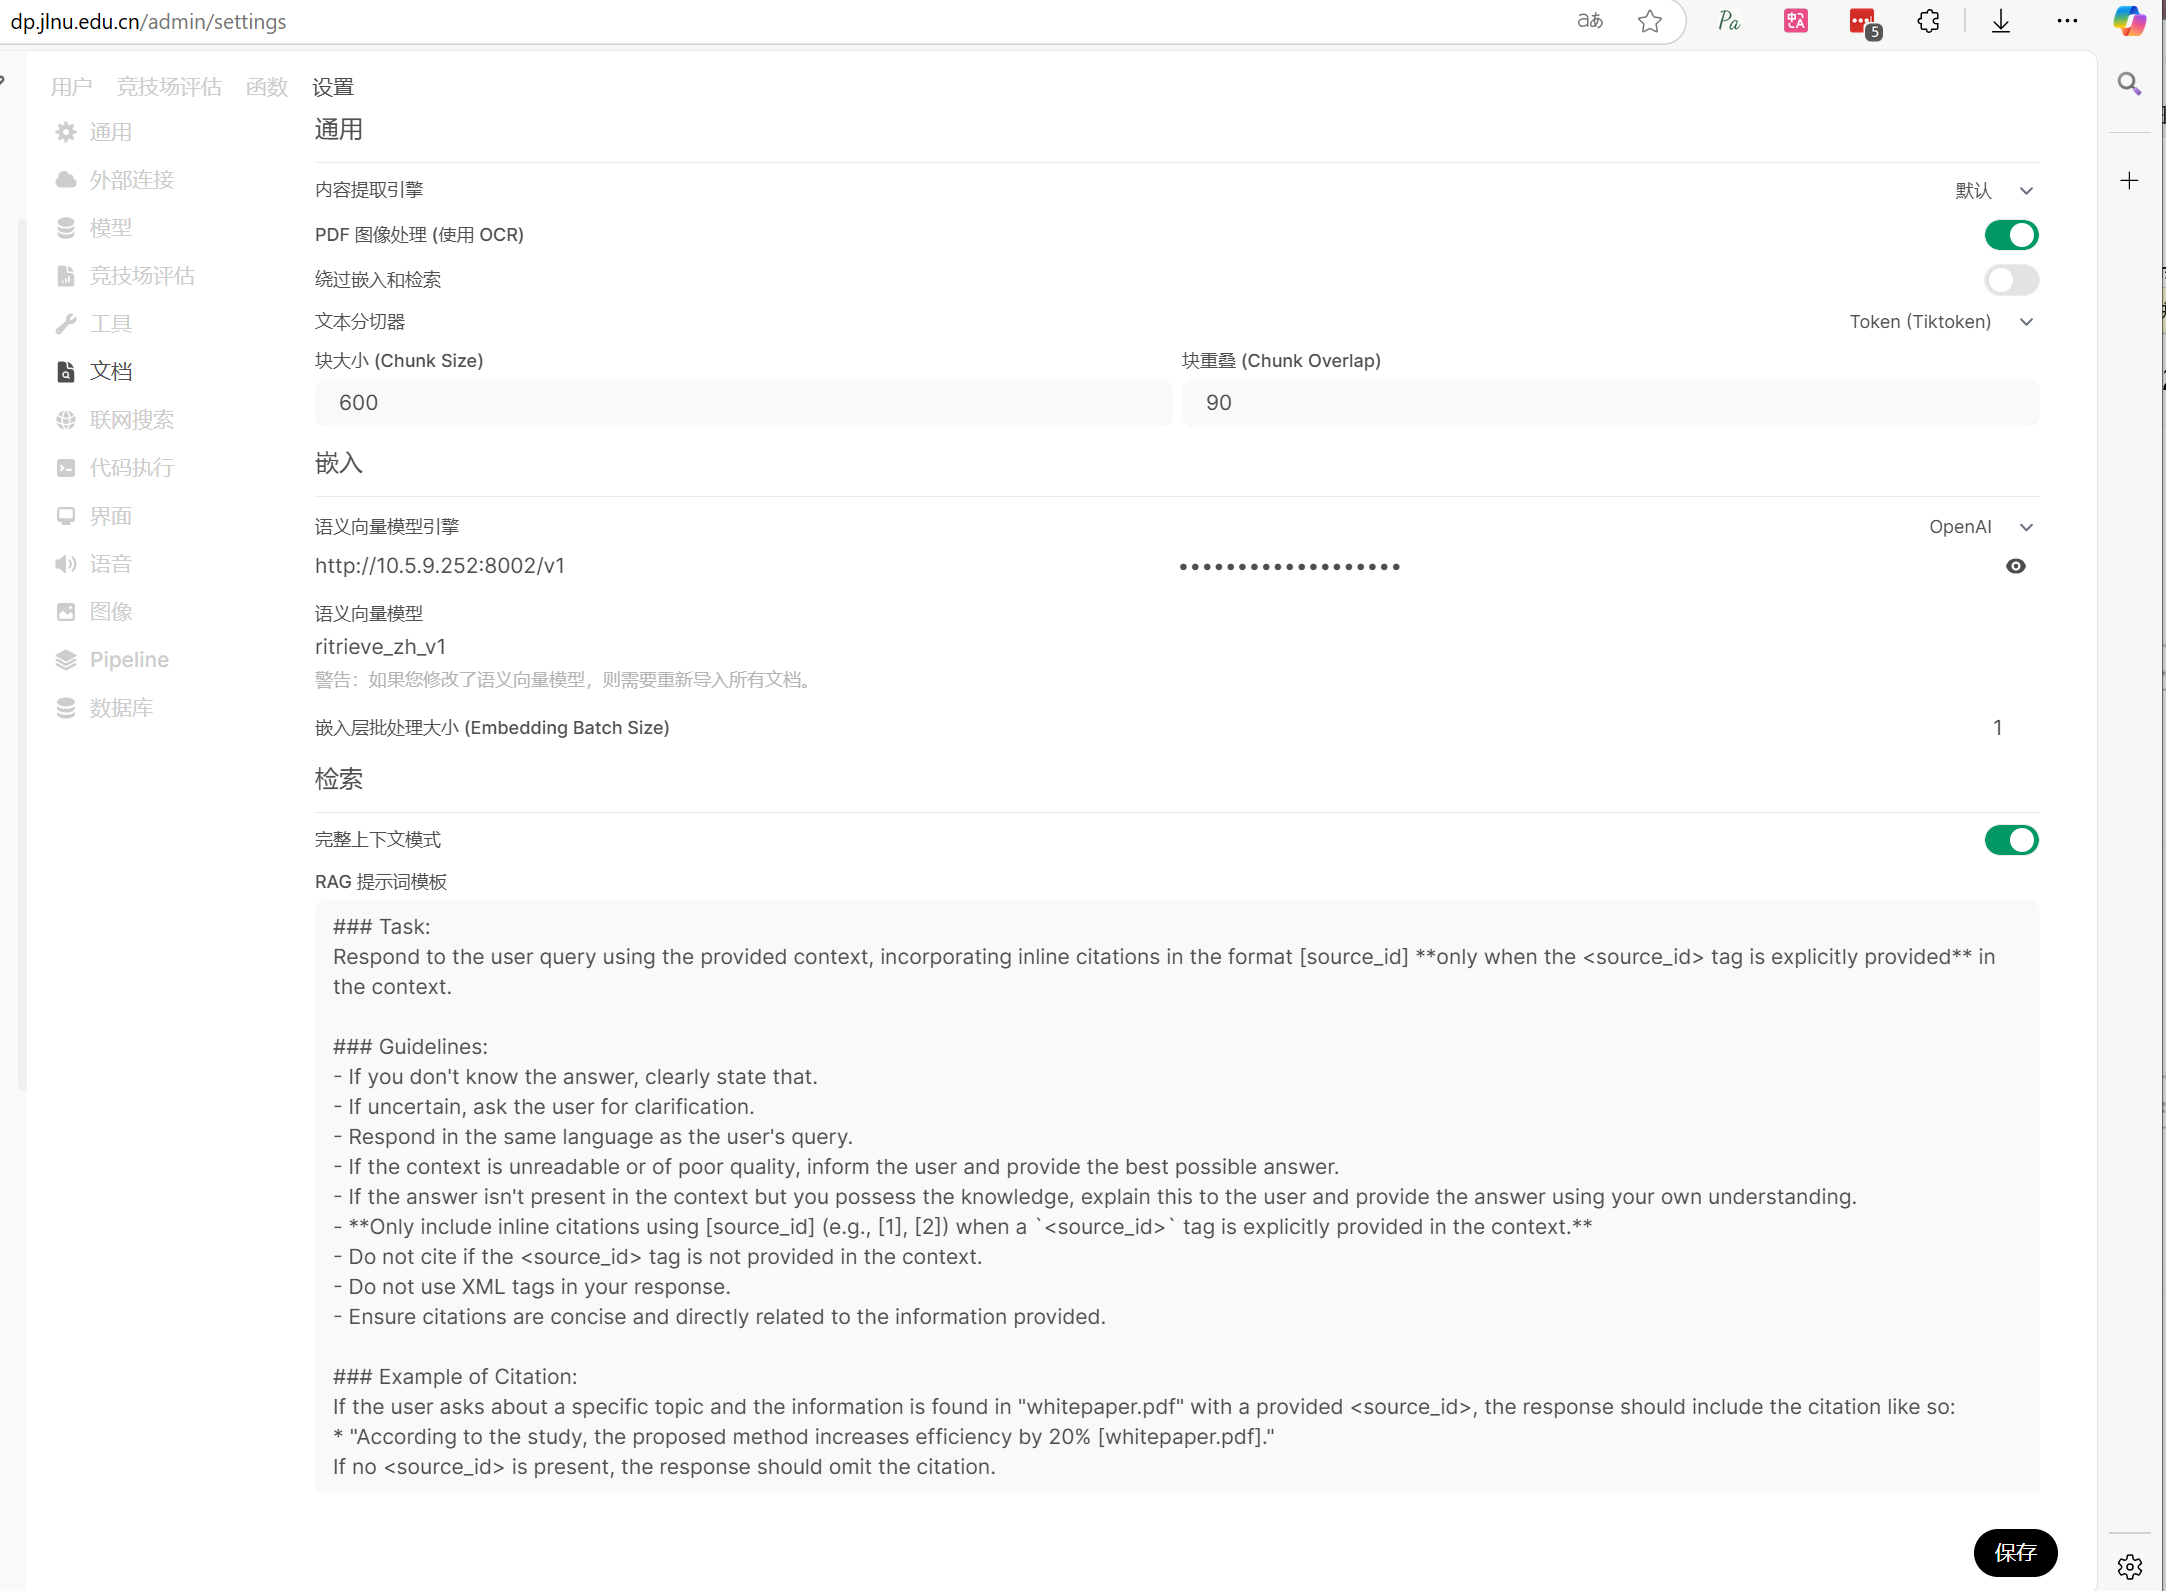 dp.jlnu.edu.cn/admin/settings
用户 竞技场评估 函数 设置
通用
外部连接
模型
竞技场评估
工具
文档
联网搜索
代码执行
界面
语音
图像
Pipeline
数据库
通用
内容提取引擎 默认
PDF 图像处理 (使用 OCR)
绕过嵌入和检索
文本分切器 Token (Tiktoken)
块大小 (Chunk Size) 块重叠 (Chunk Overlap)
600 90
嵌入
语义向量模型引擎 OpenAI
http://10.5.9.252:8002/v1 •••••••••••••••••••
语义向量模型
ritrieve_zh_v1
警告：如果您修改了语义向量模型，则需要重新导入所有文档。
嵌入层批处理大小 (Embedding Batch Size) 1
检索
完整上下文模式
RAG 提示词模板
### Task:
Respond to the user query using the provided context, incorporating inline citations in the format [source_id] **only when the <source_id> tag is explicitly provided** in
the context.
### Guidelines:
- If you don't know the answer, clearly state that.
- If uncertain, ask the user for clarification.
- Respond in the same language as the user's query.
- If the context is unreadable or of poor quality, inform the user and provide the best possible answer.
- If the answer isn't present in the context but you possess the knowledge, explain this to the user and provide the answer using your own understanding.
- **Only include inline citations using [source_id] (e.g., [1], [2]) when a `<source_id>` tag is explicitly provided in the context.**
- Do not cite if the <source_id> tag is not provided in the context.
- Do not use XML tags in your response.
- Ensure citations are concise and directly related to the information provided.
### Example of Citation:
If the user asks about a specific topic and the information is found in "whitepaper.pdf" with a provided <source_id>, the response should include the citation like so:
* "According to the study, the proposed method increases efficiency by 20% [whitepaper.pdf]."
If no <source_id> is present, the response should omit the citation.
保存
aあ
Pa
5